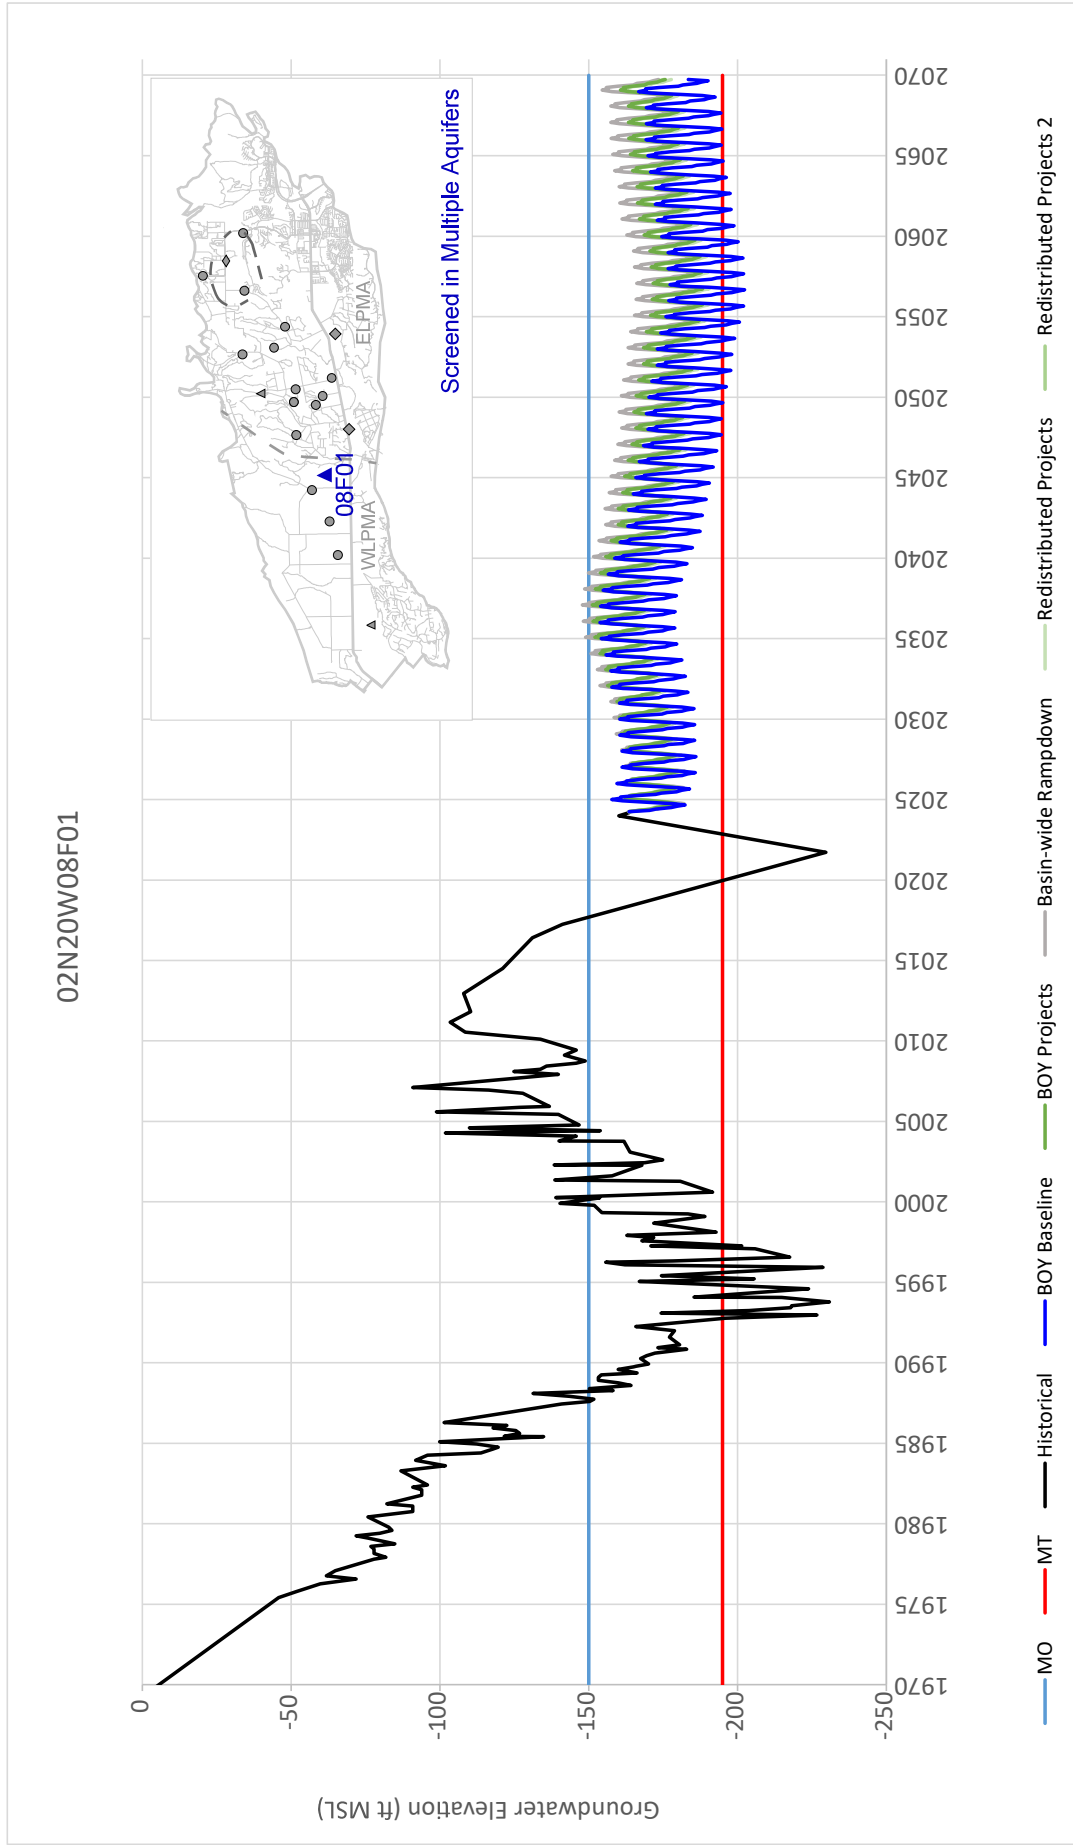 02N20W08F01
Groundwater Elevation (ft MSL)
0
-50
-100
-150
-200
-250
1970
1975
1980
1985
1990
1995
2000
2005
2010
2015
2020
2025
2030
2035
2040
2045
2050
2055
2060
2065
2070
WLPMA
ELPMA
08F01
Screened in Multiple Aquifers
MO
MT
Historical
BOY Baseline
BOY Projects
Basin-wide Rampdown
Redistributed Projects
Redistributed Projects 2